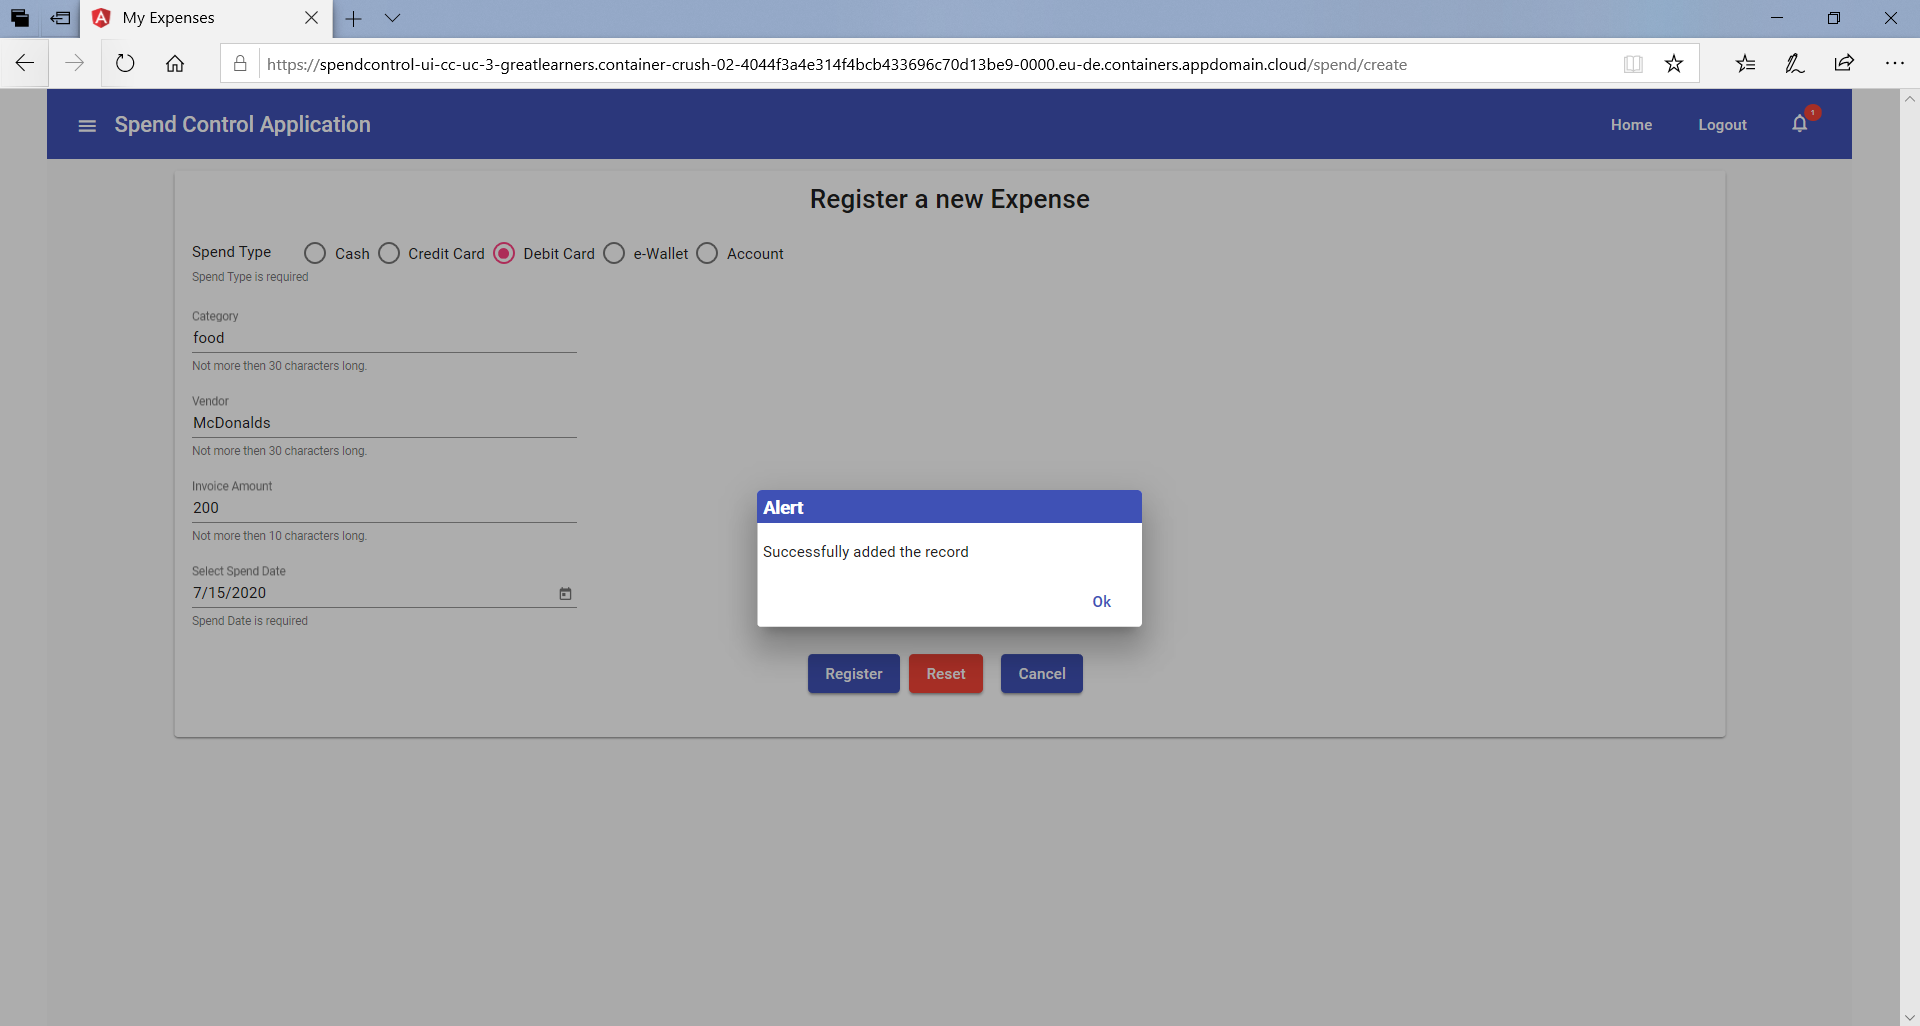 My Expenses
https://spendcontrol-ui-cc-uc-3-greatlearners.container-crush-02-4044f3a4e314f4bcb433696c70d13be9-0000.eu-de.containers.appdomain.cloud/spend/create
Spend Control Application
Home
Logout
1
Register a new Expense
Spend Type Cash Credit Card Debit Card e-Wallet Account
Spend Type is required
Category
food
Not more then 30 characters long.
Vendor
McDonalds
Not more then 30 characters long.
Invoice Amount
200
Not more then 10 characters long.
Select Spend Date
7/15/2020
Spend Date is required
Alert
Successfully added the record
Ok
Register
Reset
Cancel